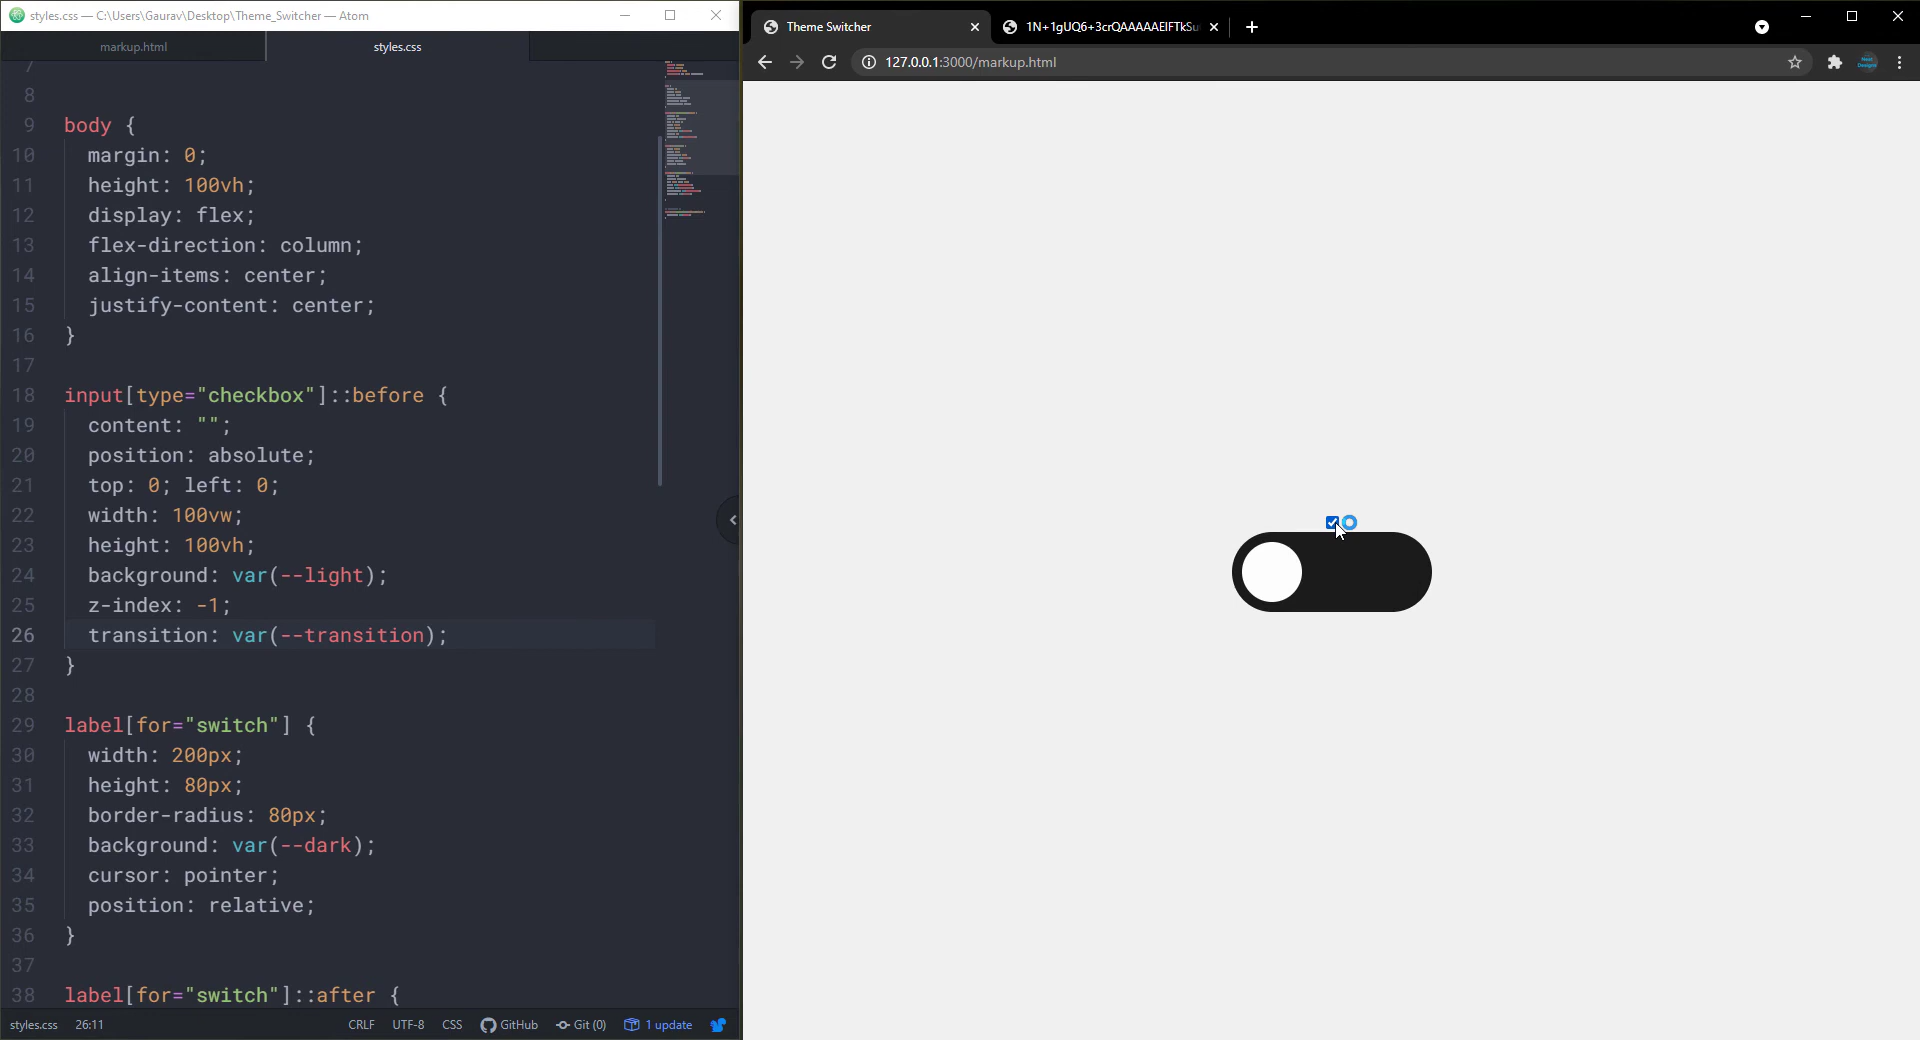 styles.css — C:\Users\Gaurav\Desktop\Theme_Switcher — Atom
markup.html
styles.css
7
8
9 body {
10 margin: 0;
11 height: 100vh;
12 display: flex;
13 flex-direction: column;
14 align-items: center;
15 justify-content: center;
16 }
17
18 input[type="checkbox"]::before {
19 content: "";
20 position: absolute;
21 top: 0; left: 0;
22 width: 100vw;
23 height: 100vh;
24 background: var(--light);
25 z-index: -1;
26 transition: var(--transition);
27 }
28
29 label[for="switch"] {
30 width: 200px;
31 height: 80px;
32 border-radius: 80px;
33 background: var(--dark);
34 cursor: pointer;
35 position: relative;
36 }
37
38 label[for="switch"]::after {
styles.css 26:11 CRLF UTF-8 CSS GitHub Git (0) 1 update
Theme Switcher
127.0.0.1:3000/markup.html